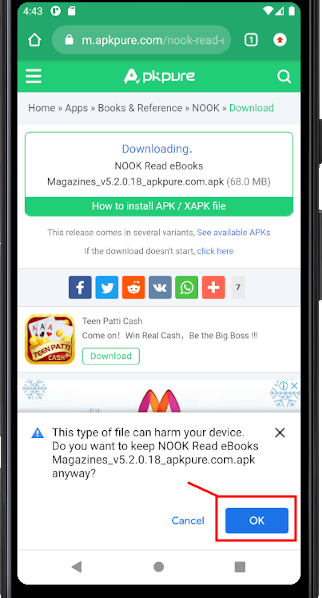 4:43
m.apkpure.com/nook-read-
1
Apkpure
Home » Apps » Books & Reference » NOOK » Download
Downloading.
NOOK Read eBooks
Magazines_v5.2.0.18_apkpure.com.apk (68.0 MB)
How to install APK / XAPK file
This release comes in several variants, See available APKs
If the download doesn't start, click here
7
Teen Patti Cash
Come on! Win Real Cash, Be the Big Boss !!!
Download
AAA
TEEN PATTI
CASH
This type of file can harm your device.
Do you want to keep NOOK Read eBooks
Magazines_v5.2.0.18_apkpure.com.apk
anyway?
Cancel OK